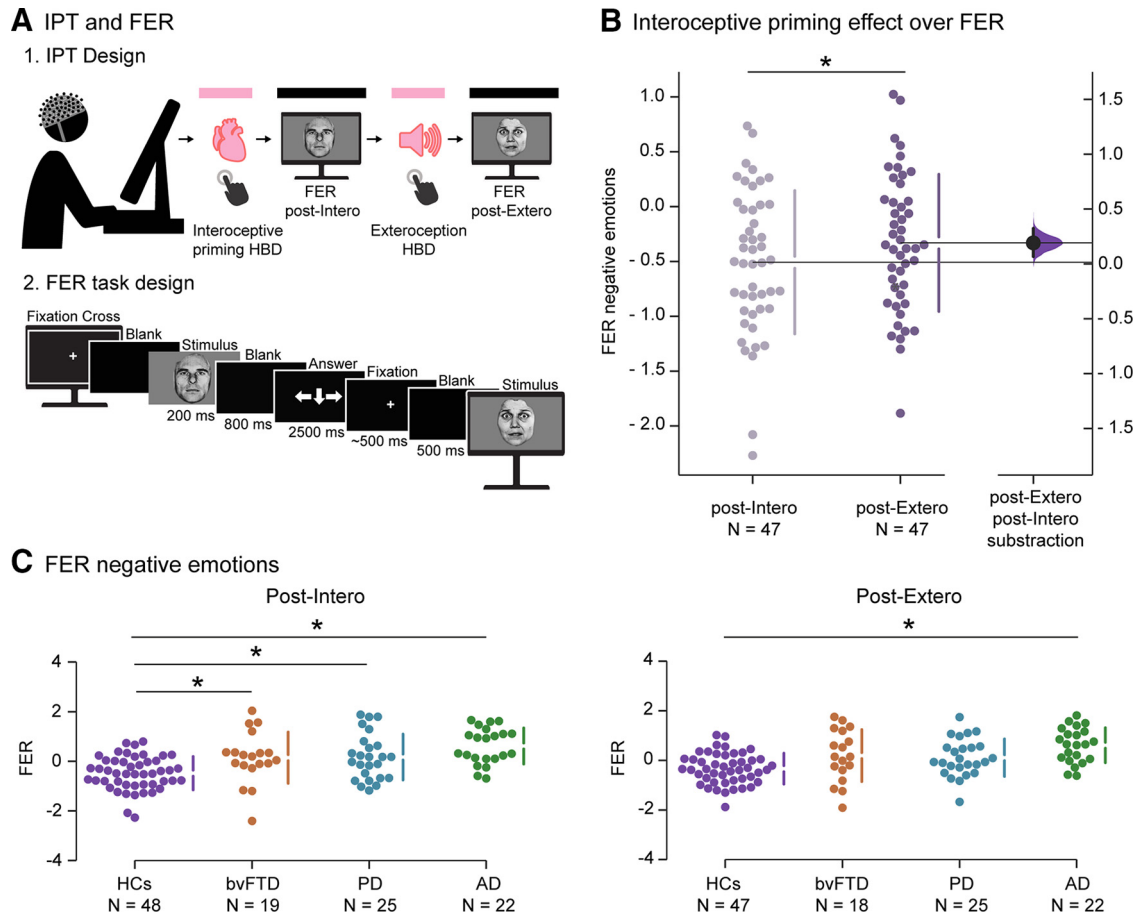 A IPT and FER
1. IPT Design
FER
post-Intero
FER
post-Extero
Interoceptive
priming HBD
Exteroception
HBD
2. FER task design
Fixation Cross
Blank
Stimulus
Blank
Answer
Fixation
Blank
Stimulus
200 ms
800 ms
2500 ms
~500 ms
500 ms
B Interoceptive priming effect over FER
*
FER negative emotions
1.0
0.5
0.0
- 0.5
- 1.0
- 1.5
- 2.0
1.5
1.0
0.5
0.0
- 0.5
- 1.0
- 1.5
post-Intero
N = 47
post-Extero
N = 47
post-Extero
post-Intero
substraction
C FER negative emotions
Post-Intero
*
*
*
FER
4
2
0
-2
-4
HCs
N = 48
bvFTD
N = 19
PD
N = 25
AD
N = 22
Post-Extero
*
FER
4
2
0
-2
-4
HCs
N = 47
bvFTD
N = 18
PD
N = 25
AD
N = 22